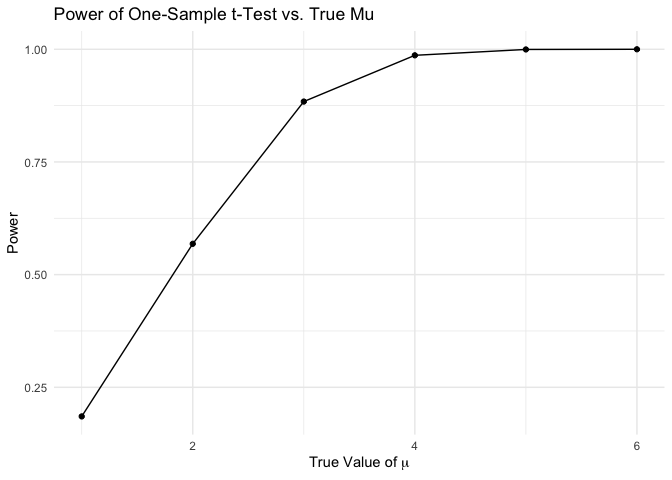 Power of One-Sample t-Test vs. True Mu
1.00
0.75
0.50
0.25
Power
2 4 6
True Value of μ